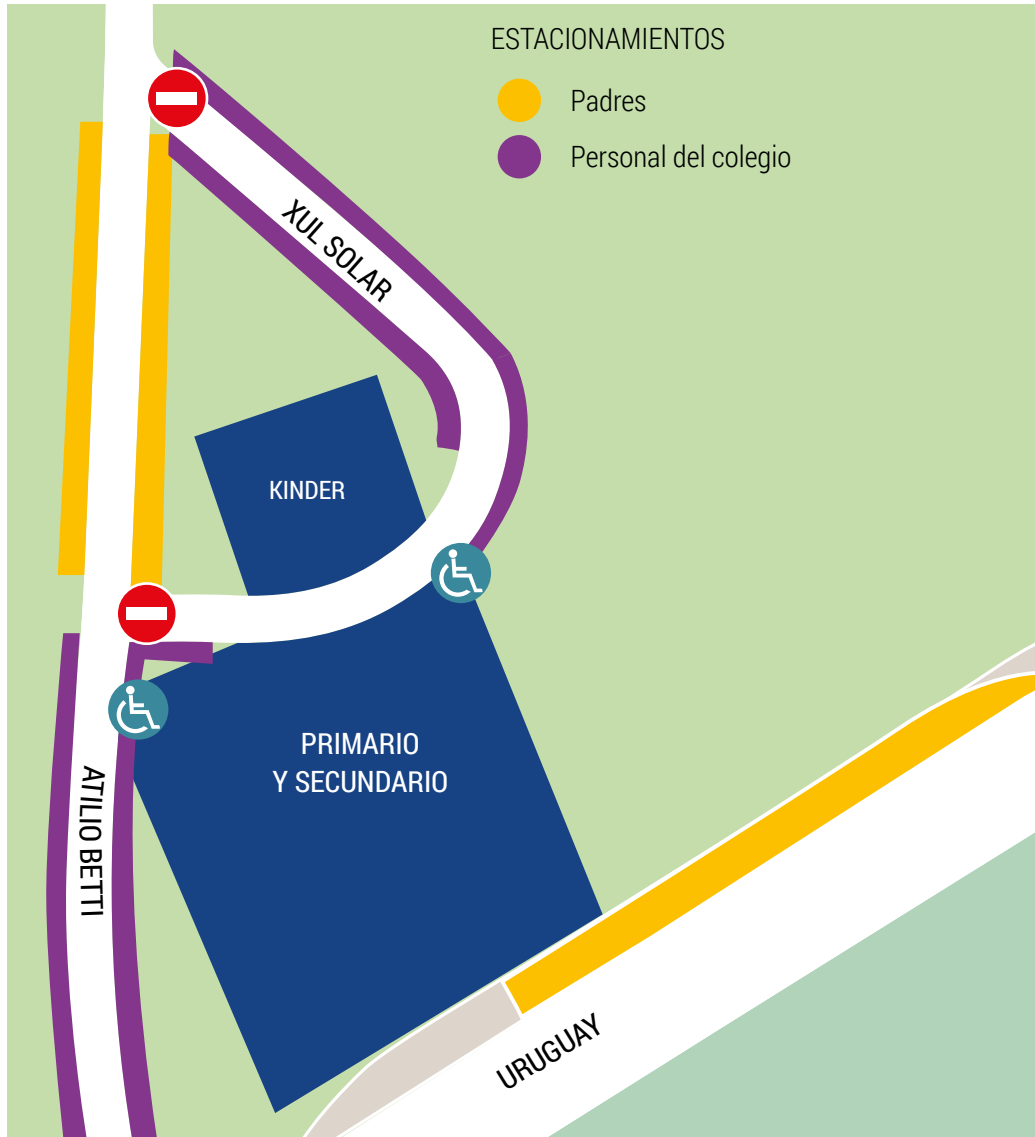 ESTACIONAMIENTOS
Padres
Personal del colegio
XUL SOLAR
KINDER
PRIMARIO
Y SECUNDARIO
ATILIO BETTI
URUGUAY